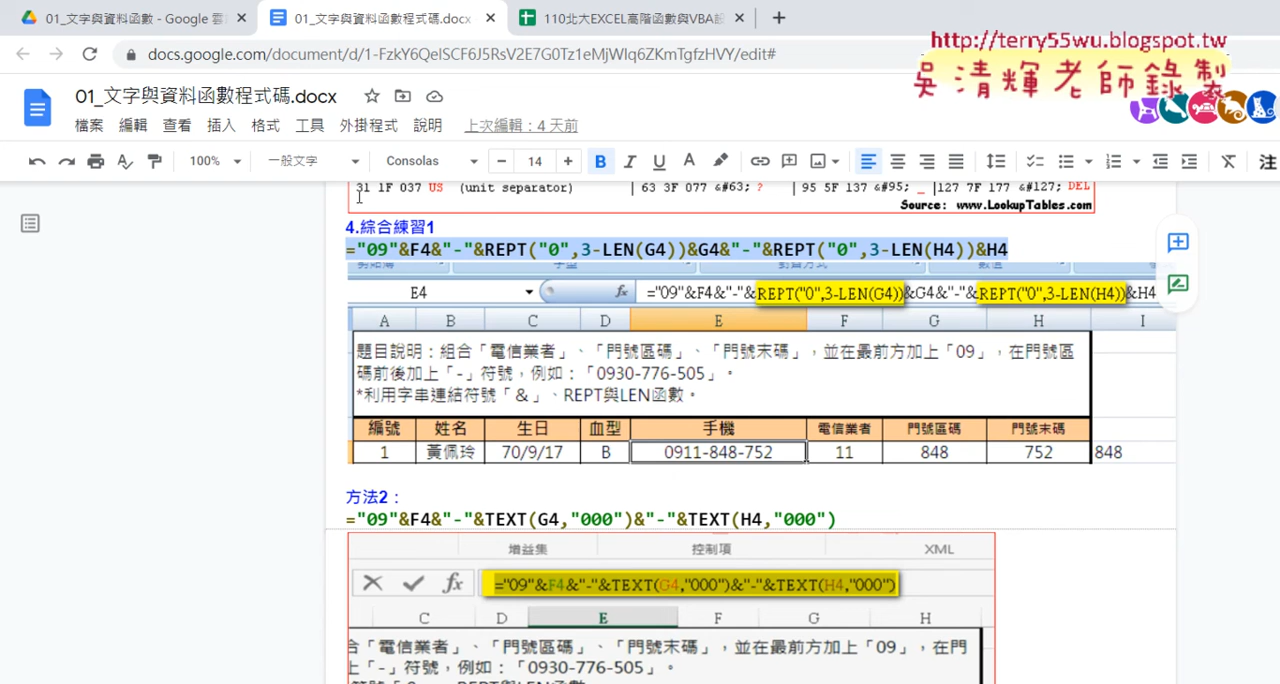 01_文字與資料函數 - Google 雲
01_文字與資料函數程式碼.docx
110北大EXCEL高階函數與VBA設
docs.google.com/document/d/1-FzkY6QelSCF6J5RsV2E7G0Tz1eMjWIq6ZKmTgfzHVY/edit#
http://terry55wu.blogspot.tw
吳清輝老師錄製
01_文字與資料函數程式碼.docx
檔案 編輯 查看 插入 格式 工具 外掛程式 說明 上次編輯：4 天前
100% 一般文字 Consolas 14 B I U A 注
31 1F 037 US (unit separator) | 63 3F 077 &#63; ? | 95 5F 137 &#95; _ |127 7F 177 &#127; DEL
Source: www.LookupTables.com
4.綜合練習1
="09"&F4&"-"&REPT("0",3-LEN(G4))&G4&"-"&REPT("0",3-LEN(H4))&H4
剪貼簿 字型 對齊方式 數值
E4 fx ="09"&F4&"-"&REPT("0",3-LEN(G4))&G4&"-"&REPT("0",3-LEN(H4))&H4
A B C D E F G H I
題目說明：組合「電信業者」、「門號區碼」、「門號末碼」，並在最前方加上「09」，在門號區
碼前後加上「-」符號，例如：「0930-776-505」。
*利用字串連結符號「&」、REPT與LEN函數。
編號 姓名 生日 血型 手機 電信業者 門號區碼 門號末碼
1 黃佩玲 70/9/17 B 0911-848-752 11 848 752 848
方法2：
="09"&F4&"-"&TEXT(G4,"000")&"-"&TEXT(H4,"000")
增益集 控制項 XML
fx ="09"&F4&"-"&TEXT(G4,"000")&"-"&TEXT(H4,"000")
C D E F G H
合「電信業者」、「門號區碼」、「門號末碼」，並在最前方加上「09」，在門
上「-」符號，例如：「0930-776-505」。